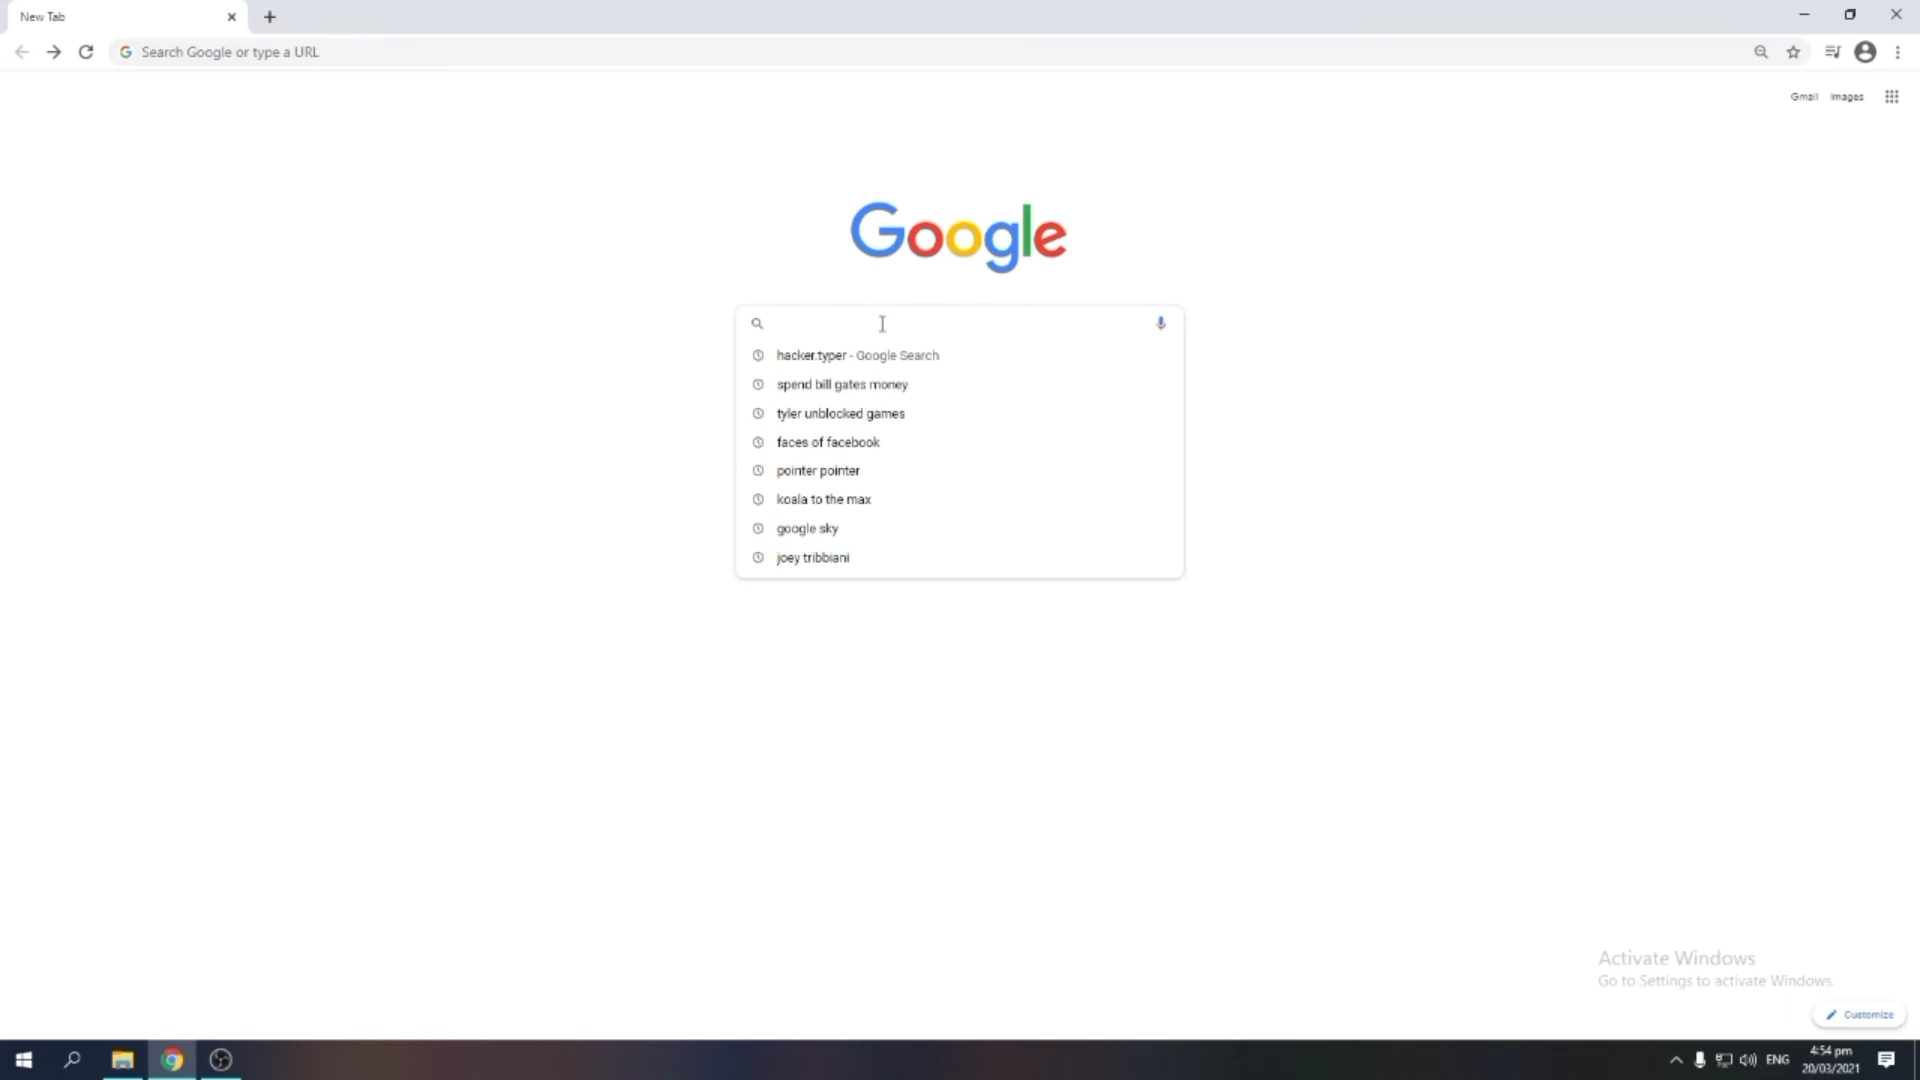 New Tab
Search Google or type a URL
Gmail Images
Google
hacker.typer - Google Search
spend bill gates money
tyler unblocked games
faces of facebook
pointer pointer
koala to the max
google sky
joey tribbiani
Activate Windows
Go to Settings to activate Windows.
Customize
ENG
4:54 pm
20/03/2021